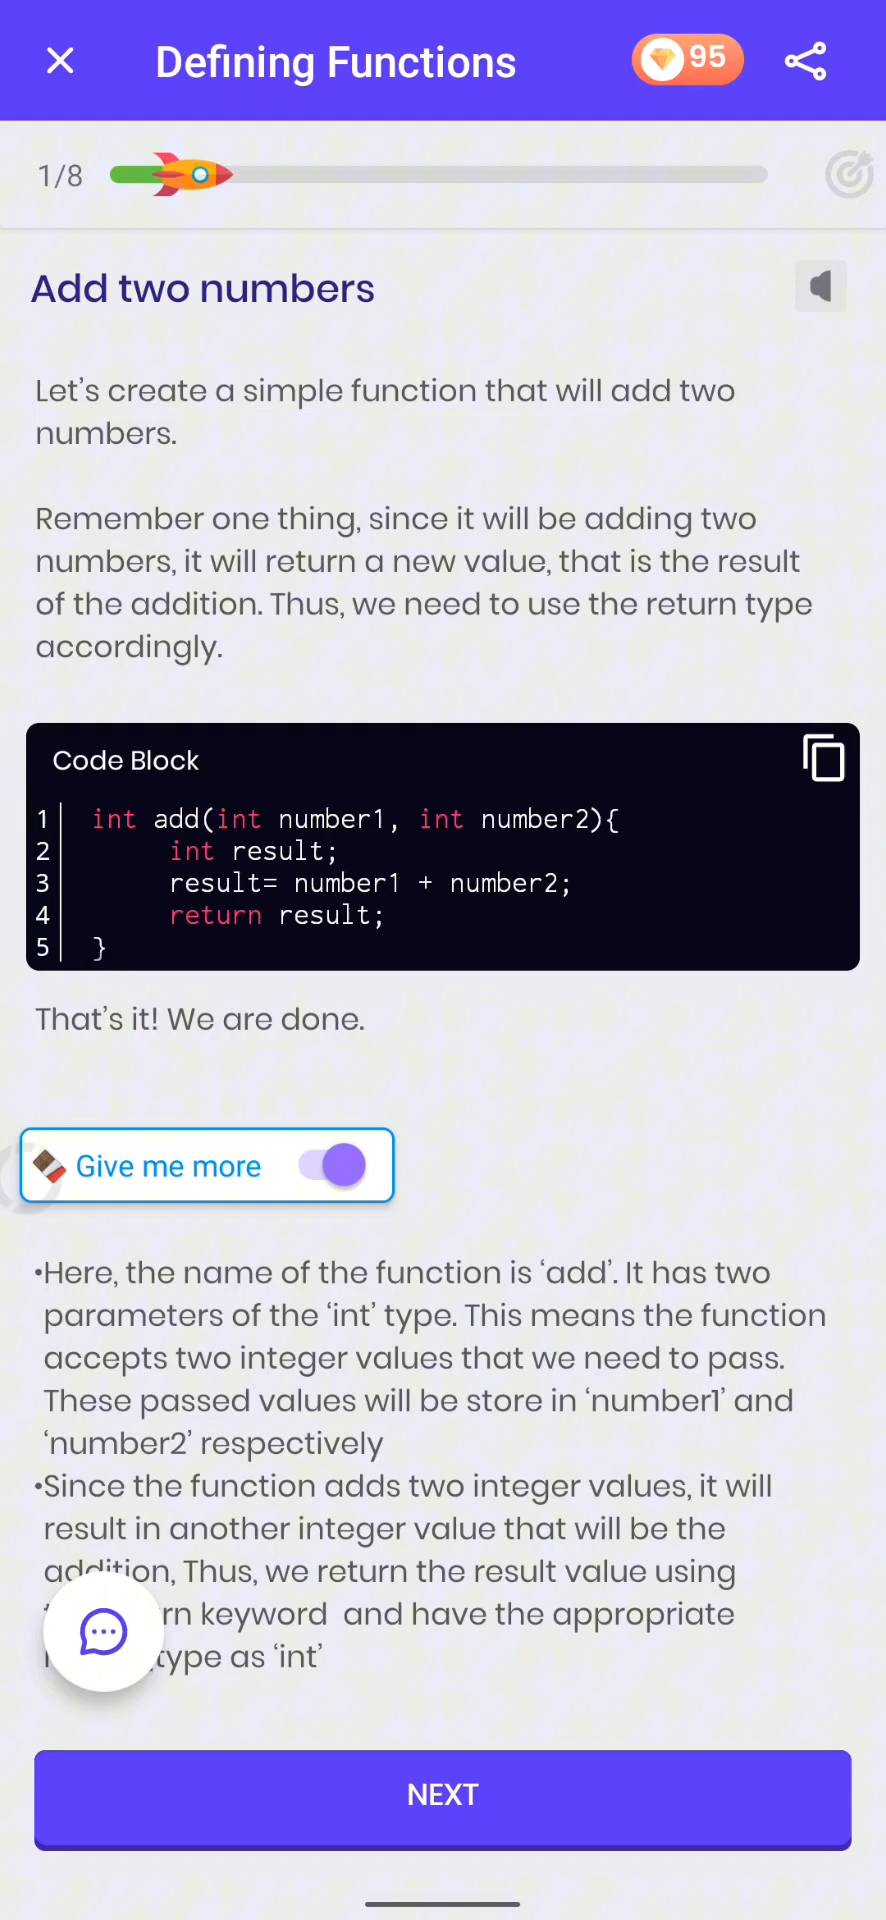 Defining Functions
95
1/8
Add two numbers
Let's create a simple function that will add two
numbers.
Remember one thing, since it will be adding two
numbers, it will return a new value, that is the result
of the addition. Thus, we need to use the return type
accordingly.
Code Block
1 int add(int number1, int number2){
2 int result;
3 result= number1 + number2;
4 return result;
5 }
That's it! We are done.
Give me more
•Here, the name of the function is ‘add’. It has two
parameters of the ‘int’ type. This means the function
accepts two integer values that we need to pass.
These passed values will be store in ‘number1’ and
‘number2’ respectively
•Since the function adds two integer values, it will
result in another integer value that will be the
addition, Thus, we return the result value using
keyword and have the appropriate
type as ‘int’
NEXT